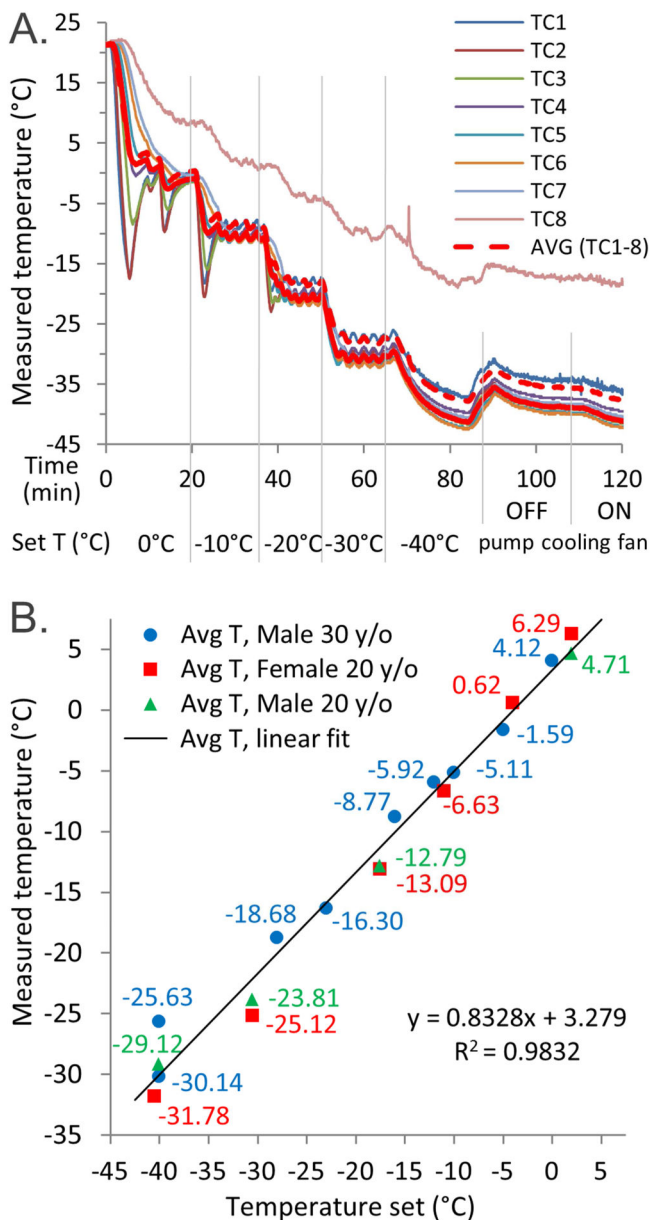 A.
Measured temperature (°C)
25
15
5
-5
-15
-25
-35
-45
TC1
TC2
TC3
TC4
TC5
TC6
TC7
TC8
AVG (TC1-8)
Time (min)
0 20 40 60 80 100 120
OFF ON
Set T (°C) 0°C -10°C -20°C -30°C -40°C pump cooling fan
B.
Measured temperature (°C)
5
0
-5
-10
-15
-20
-25
-30
-35
Avg T, Male 30 y/o
Avg T, Female 20 y/o
Avg T, Male 20 y/o
Avg T, linear fit
6.29
4.12
4.71
0.62
-1.59
-5.92
-5.11
-8.77
-6.63
-12.79
-13.09
-18.68
-16.30
-25.63
-23.81
-25.12
-29.12
-30.14
-31.78
y = 0.8328x + 3.279
R² = 0.9832
-45 -40 -35 -30 -25 -20 -15 -10 -5 0 5
Temperature set (°C)